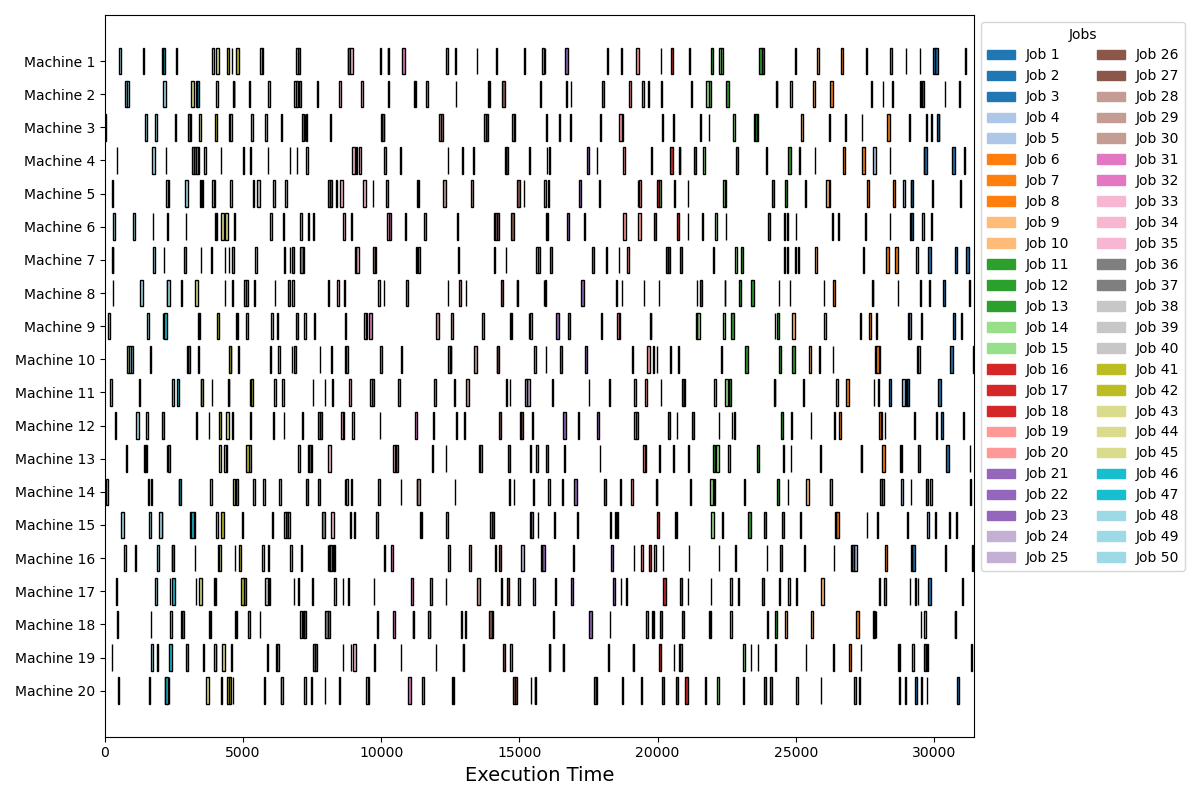 Machine 1
Machine 2
Machine 3
Machine 4
Machine 5
Machine 6
Machine 7
Machine 8
Machine 9
Machine 10
Machine 11
Machine 12
Machine 13
Machine 14
Machine 15
Machine 16
Machine 17
Machine 18
Machine 19
Machine 20
0 5000 10000 15000 20000 25000 30000
Execution Time
Jobs
Job 1 Job 26
Job 2 Job 27
Job 3 Job 28
Job 4 Job 29
Job 5 Job 30
Job 6 Job 31
Job 7 Job 32
Job 8 Job 33
Job 9 Job 34
Job 10 Job 35
Job 11 Job 36
Job 12 Job 37
Job 13 Job 38
Job 14 Job 39
Job 15 Job 40
Job 16 Job 41
Job 17 Job 42
Job 18 Job 43
Job 19 Job 44
Job 20 Job 45
Job 21 Job 46
Job 22 Job 47
Job 23 Job 48
Job 24 Job 49
Job 25 Job 50